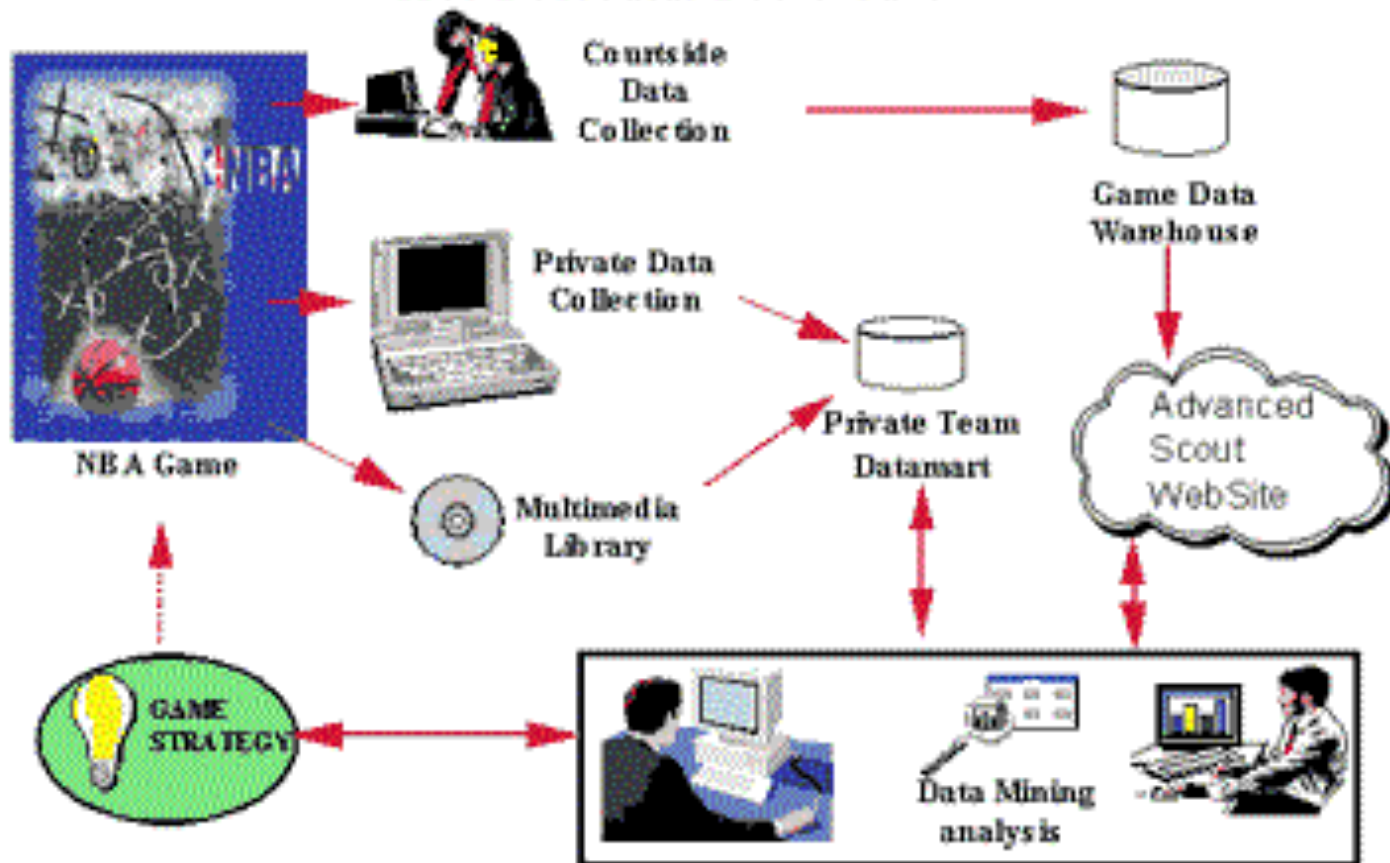 Courtside
Data
Collection
NBA
Game Data
Warehouse
Private Data
Collection
Private Team
Datamart
Advanced
Scout
WebSite
NBA Game
Multimedia
Library
GAME
STRATEGY
Data Mining
analysis